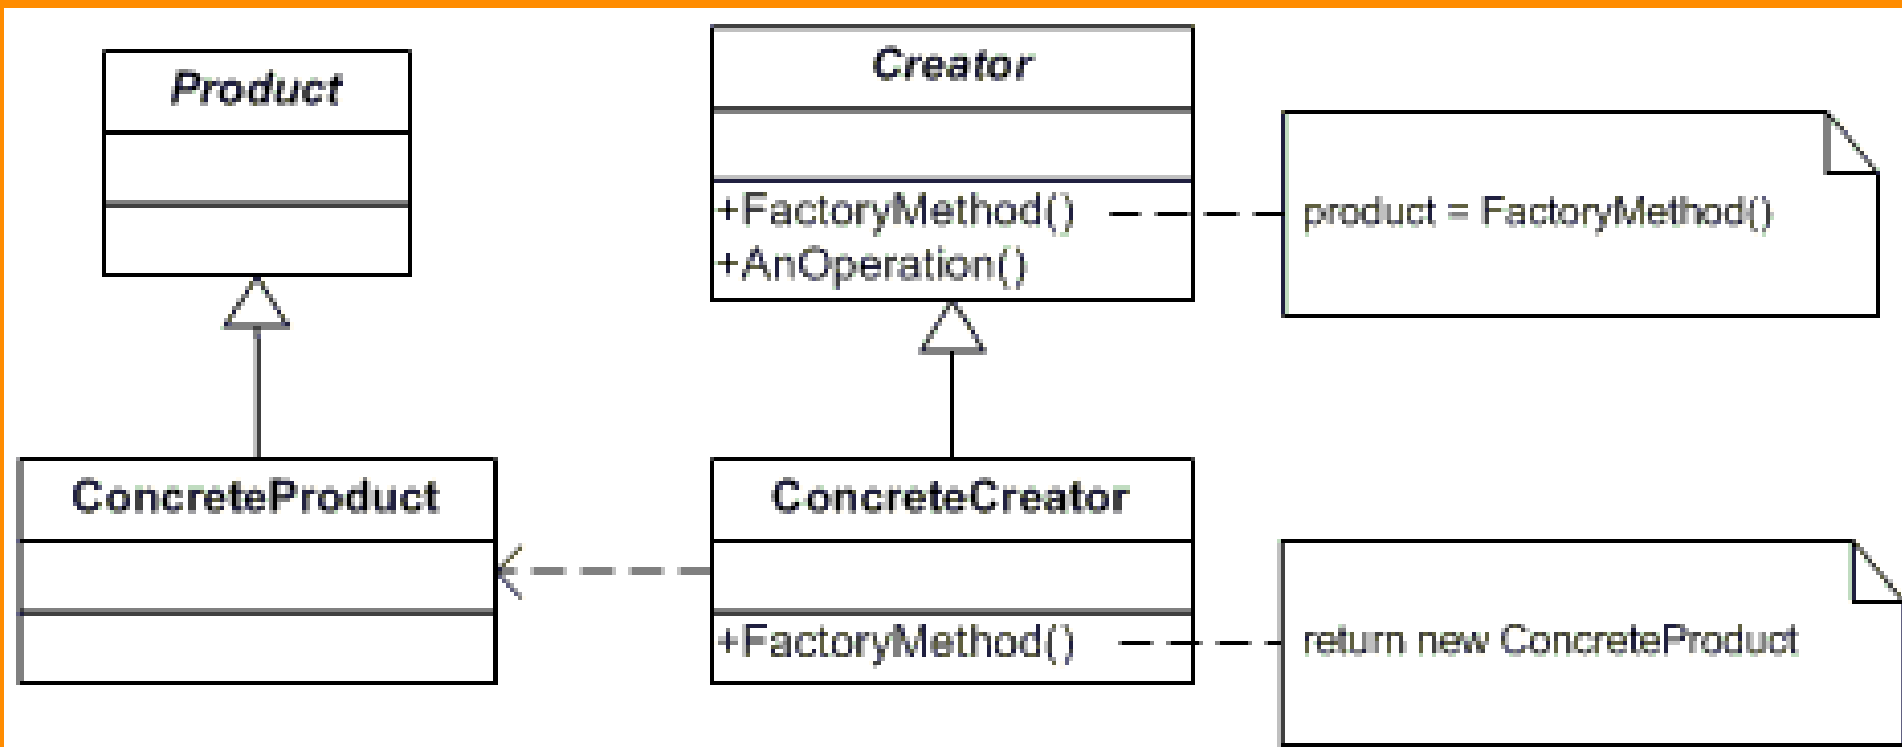 Product
Creator
+FactoryMethod()
+AnOperation()
product = FactoryMethod()
ConcreteProduct
ConcreteCreator
+FactoryMethod()
return new ConcreteProduct